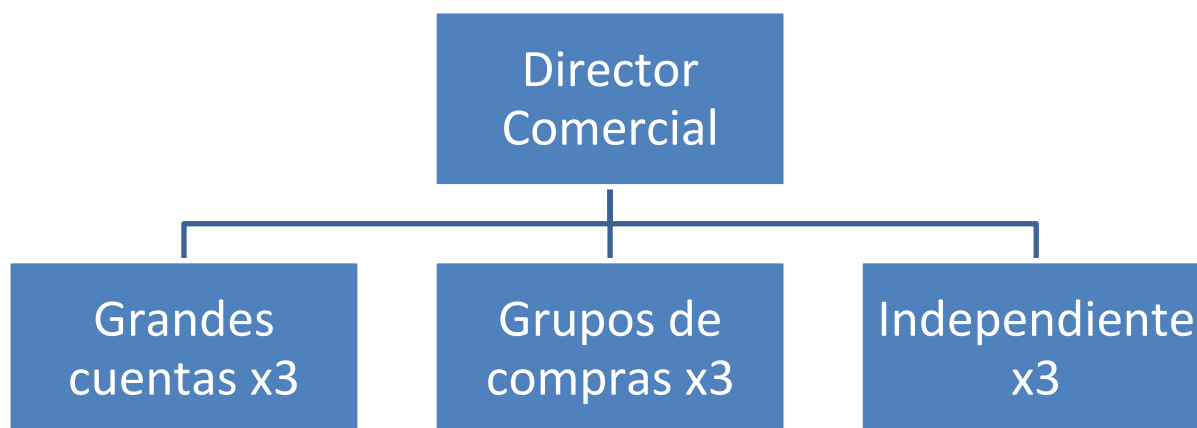 Director
Comercial
Grandes
cuentas x3
Grupos de
compras x3
Independiente
x3